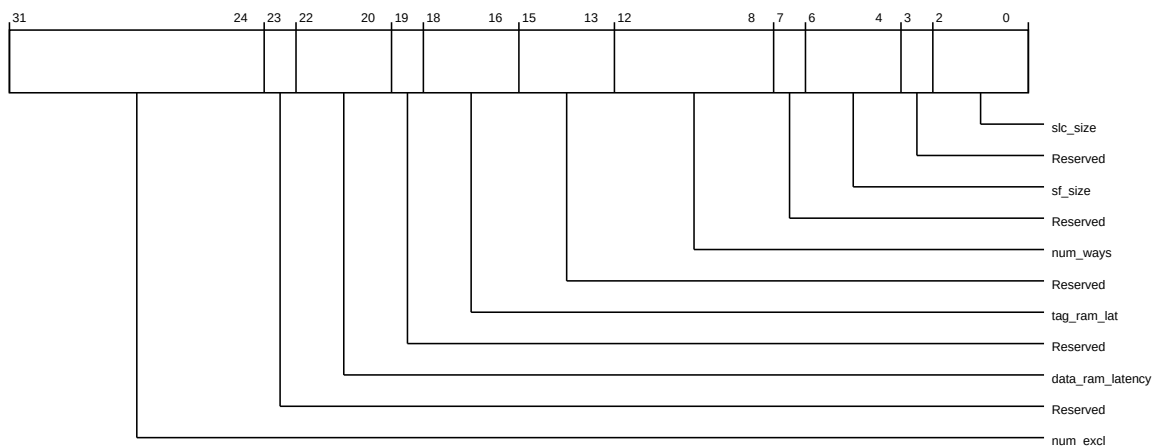 31 24 23 22 20 19 18 16 15 13 12 8 7 6 4 3 2 0
slc_size
Reserved
sf_size
Reserved
num_ways
Reserved
tag_ram_lat
Reserved
data_ram_latency
Reserved
num_excl